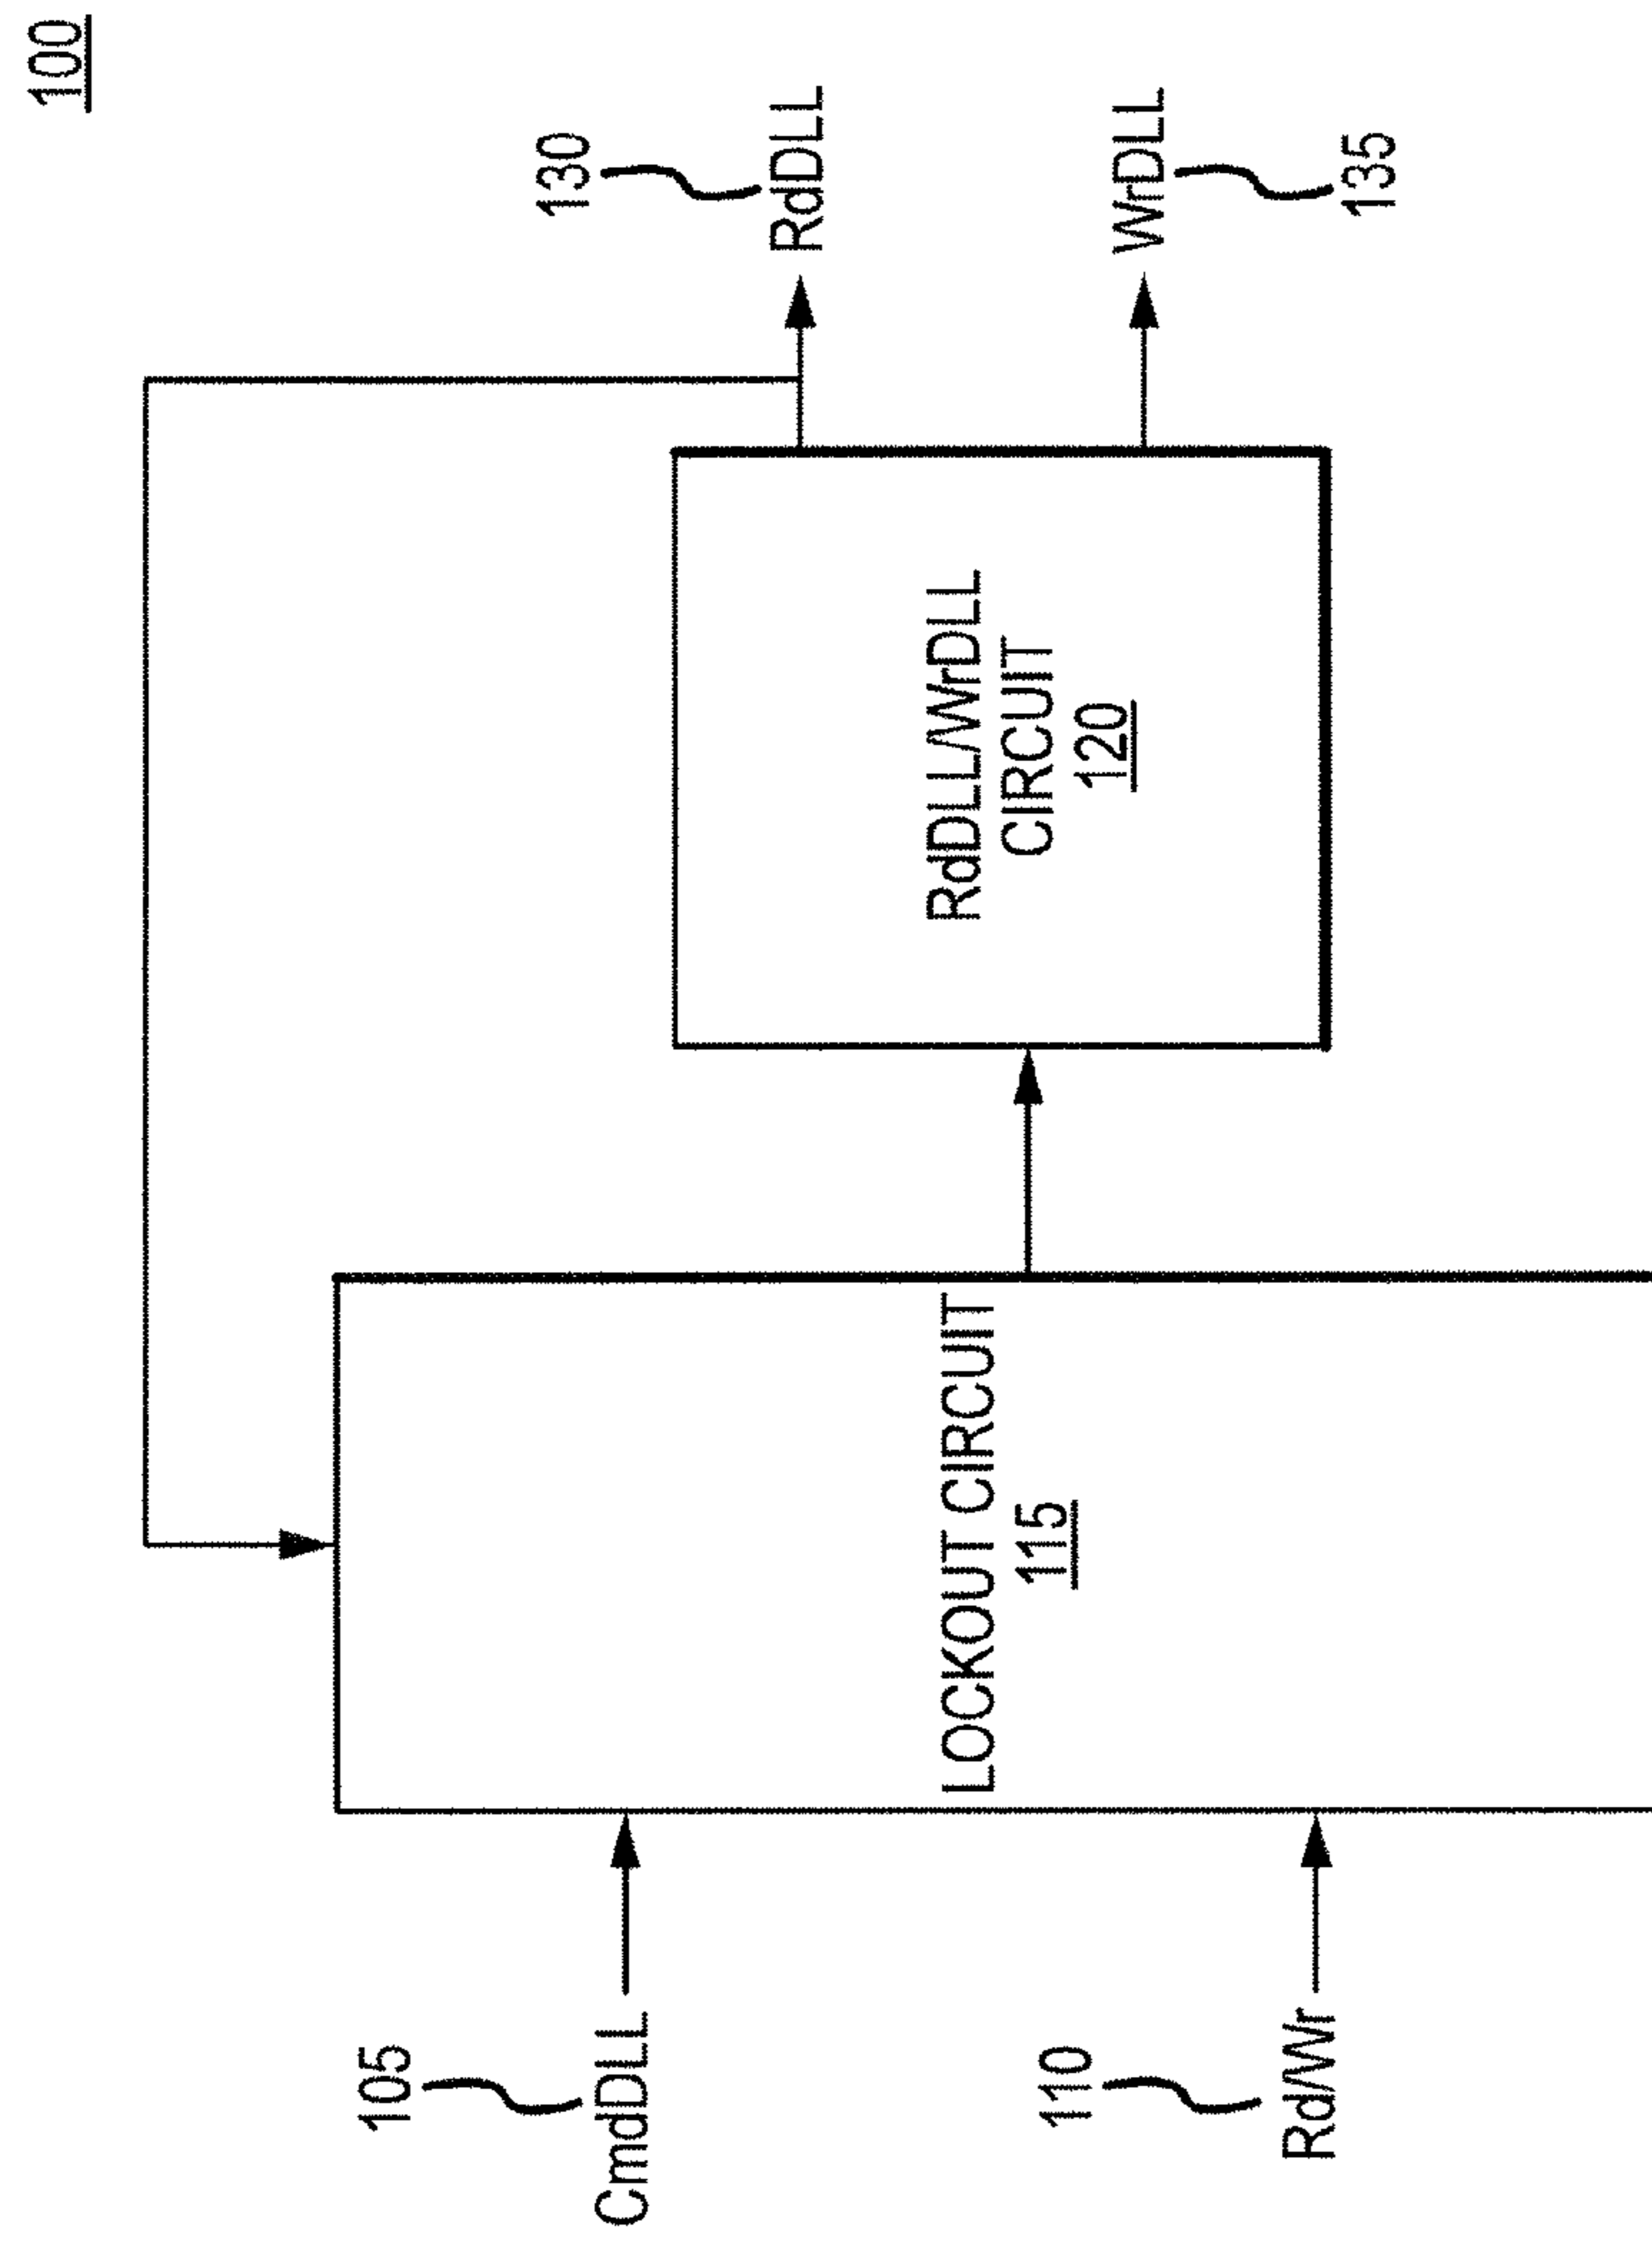 100
130
RdDLL
WrDLL
135
RdDLL/WrDLL
CIRCUIT
120
LOCKOUT CIRCUIT
115
105
CmdDLL
110
Rd/Wr